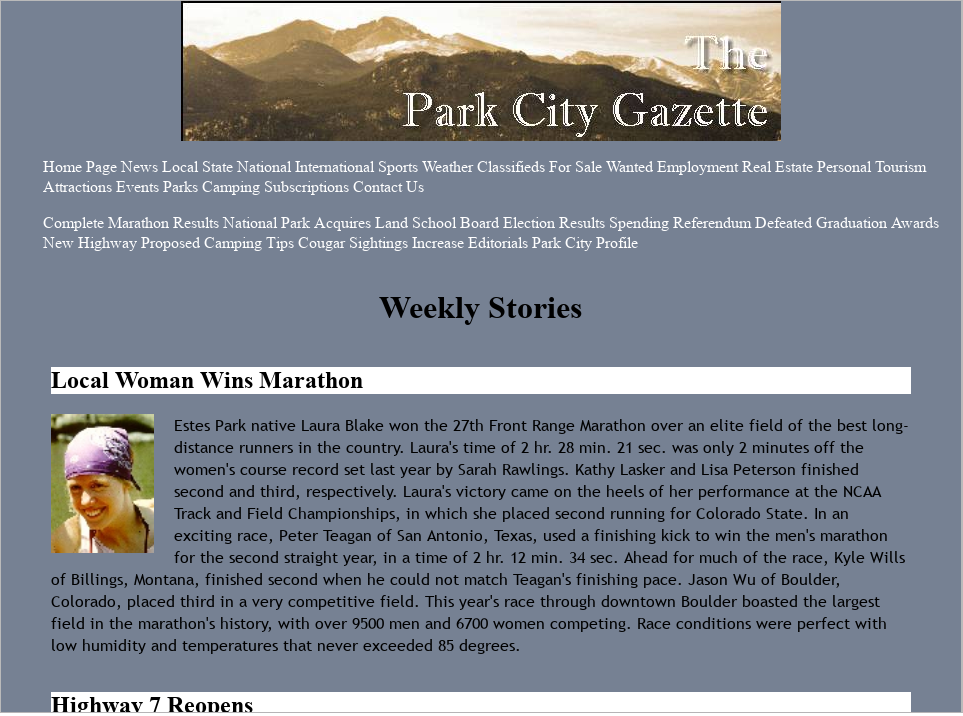 The
Park City Gazette
Home Page News Local State National International Sports Weather Classifieds For Sale Wanted Employment Real Estate Personal Tourism
Attractions Events Parks Camping Subscriptions Contact Us
Complete Marathon Results National Park Acquires Land School Board Election Results Spending Referendum Defeated Graduation Awards
New Highway Proposed Camping Tips Cougar Sightings Increase Editorials Park City Profile
Weekly Stories
Local Woman Wins Marathon
Estes Park native Laura Blake won the 27th Front Range Marathon over an elite field of the best long-
distance runners in the country. Laura's time of 2 hr. 28 min. 21 sec. was only 2 minutes off the
women's course record set last year by Sarah Rawlings. Kathy Lasker and Lisa Peterson finished
second and third, respectively. Laura's victory came on the heels of her performance at the NCAA
Track and Field Championships, in which she placed second running for Colorado State. In an
exciting race, Peter Teagan of San Antonio, Texas, used a finishing kick to win the men's marathon
for the second straight year, in a time of 2 hr. 12 min. 34 sec. Ahead for much of the race, Kyle Wills
of Billings, Montana, finished second when he could not match Teagan's finishing pace. Jason Wu of Boulder,
Colorado, placed third in a very competitive field. This year's race through downtown Boulder boasted the largest
field in the marathon's history, with over 9500 men and 6700 women competing. Race conditions were perfect with
low humidity and temperatures that never exceeded 85 degrees.
Highway 7 Reopens